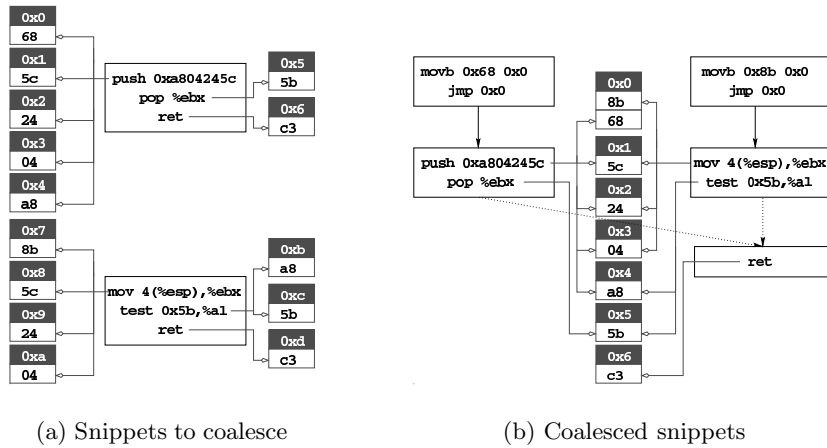 0x0
68
0x1
5c
0x2
24
0x3
04
0x4
a8
push 0xa804245c
pop %ebx
ret
0x5
5b
0x6
c3
0x7
8b
0x8
5c
0x9
24
0xa
04
mov 4(%esp),%ebx
test 0x5b,%al
ret
0xb
a8
0xc
5b
0xd
c3
(a) Snippets to coalesce
movb 0x68 0x0
jmp 0x0
push 0xa804245c
pop %ebx
0x0
8b
68
0x1
5c
0x2
24
0x3
04
0x4
a8
0x5
5b
0x6
c3
movb 0x8b 0x0
jmp 0x0
mov 4(%esp),%ebx
test 0x5b,%al
ret
(b) Coalesced snippets